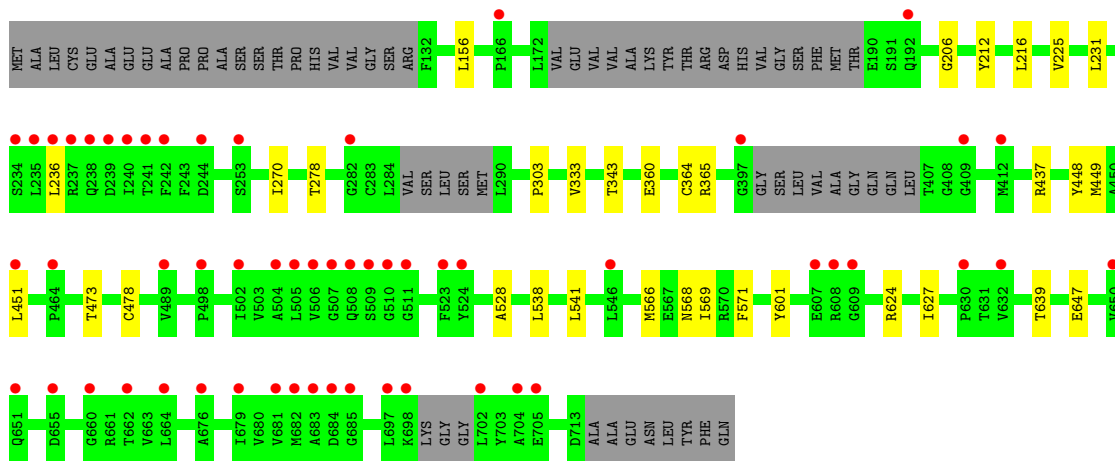 MET ALA LEU CYS GLU ALA GLU GLU ALA PRO PRO ALA SER SER THR PRO HIS VAL VAL GLY SER ARG F132 L156 P166 L172 VAL GLU VAL VAL ALA LYS TYR THR ARG ASP HIS VAL GLY SER PHE MET THR E190 S191 Q192 G206 Y212 L216 V225 L231
S234 L235 L236 R237 Q238 D239 I240 T241 F242 F243 D244 S253 I270 T278 G282 C283 L284 VAL SER LEU SER MET L290 P303 V333 T343 E360 C364 R365 G397 GLY SER LEU VAL ALA GLY GLN GLN LEU T407 G408 G409 M412 R437 Y448 M449 A450
L451 P464 T473 C478 V489 P498 I502 V503 A504 L505 V506 G507 Q508 S509 G510 G511 F523 Y524 A528 L538 L541 L546 M566 E567 N568 I569 R570 F571 Y601 E607 R608 G609 R624 I627 P630 T631 V632 T639 E647 V650
Q651 D655 G660 R661 T662 V663 L664 A676 I679 V680 V681 M682 A683 D684 G685 L697 K698 LYS GLY GLY L702 Y703 A704 E705 D713 ALA ALA GLU ASN LEU TYR PHE GLN